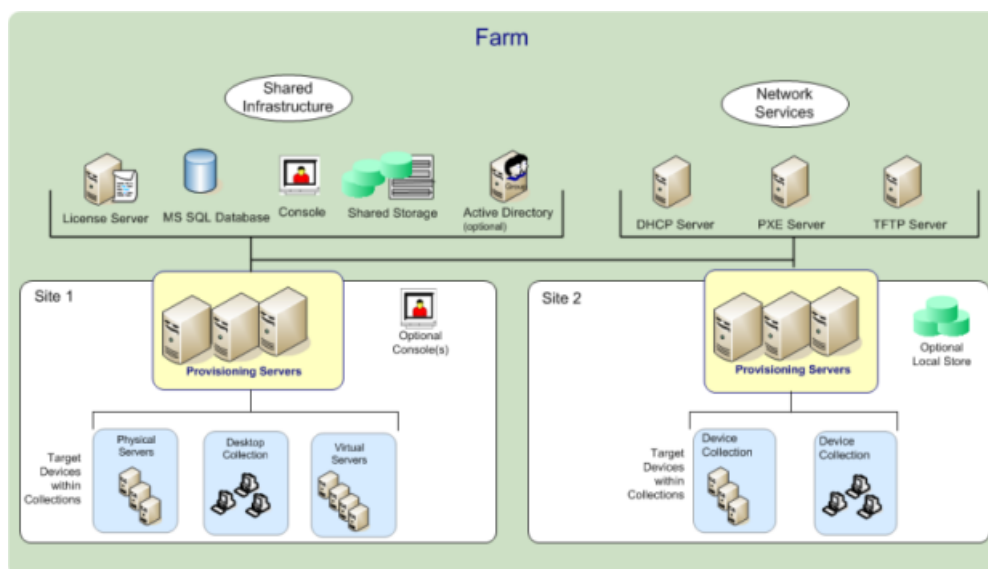 Farm
Shared
Infrastructure
Network
Services
License Server
MS SQL Database
Console
Shared Storage
Group
Active Directory
(optional)
DHCP Server
PXE Server
TFTP Server
Site 1
Provisioning Servers
Optional
Console(s)
Target
Devices
within
Collections
Physical
Servers
Desktop
Collection
Virtual
Servers
Site 2
Provisioning Servers
Optional
Local Store
Target
Devices
within
Collections
Device
Collection
Device
Collection